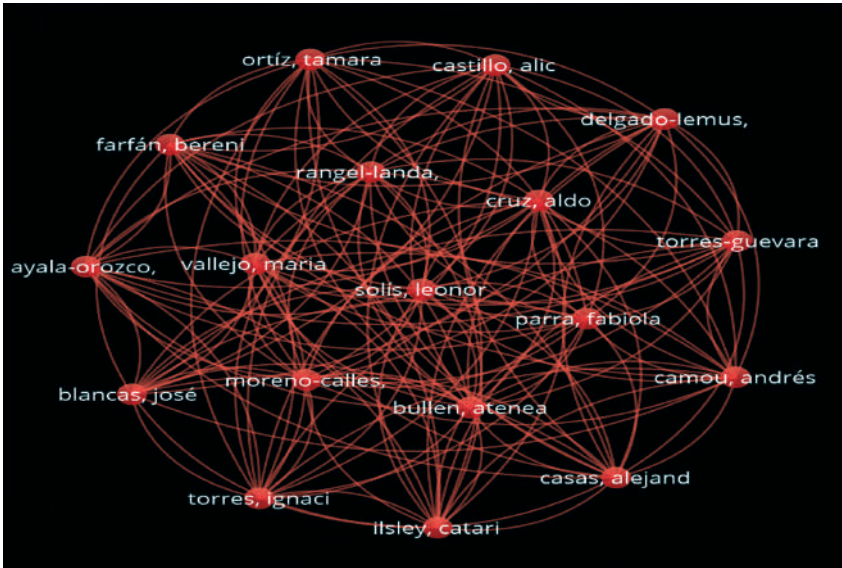 ortíz, tamara
castillo, alic
delgado-lemus,
farfán, bereni
rangel-landa,
cruz, aldo
torres-guevara
ayala-orozco,
vallejo, maria
solís, leonor
parra, fabiola
moreno-calles,
camou, andrés
blancas, josé
bullen, atenea
casas, alejand
torres, ignaci
ilsley, catari